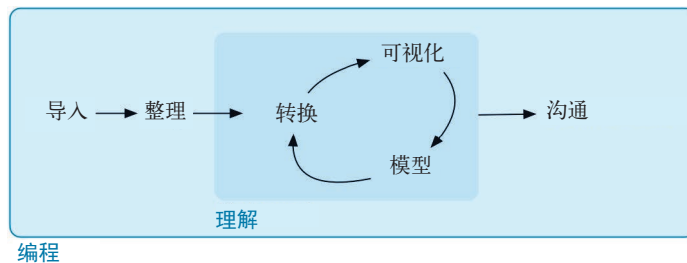 导入
整理
转换
可视化
模型
沟通
理解
编程